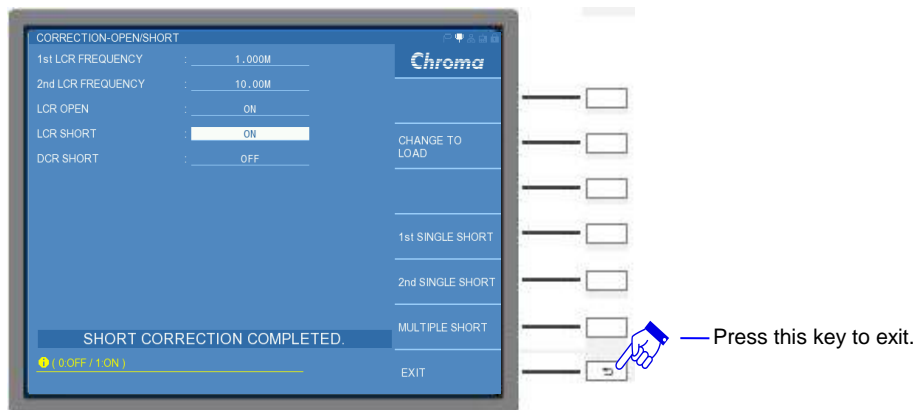 CORRECTION-OPEN/SHORT
Chroma
1st LCR FREQUENCY : 1.000M
2nd LCR FREQUENCY : 10.00M
LCR OPEN : ON
LCR SHORT : ON
DCR SHORT : OFF
CHANGE TO
LOAD
1st SINGLE SHORT
2nd SINGLE SHORT
MULTIPLE SHORT
EXIT
SHORT CORRECTION COMPLETED.
( 0:OFF / 1:ON )
Press this key to exit.